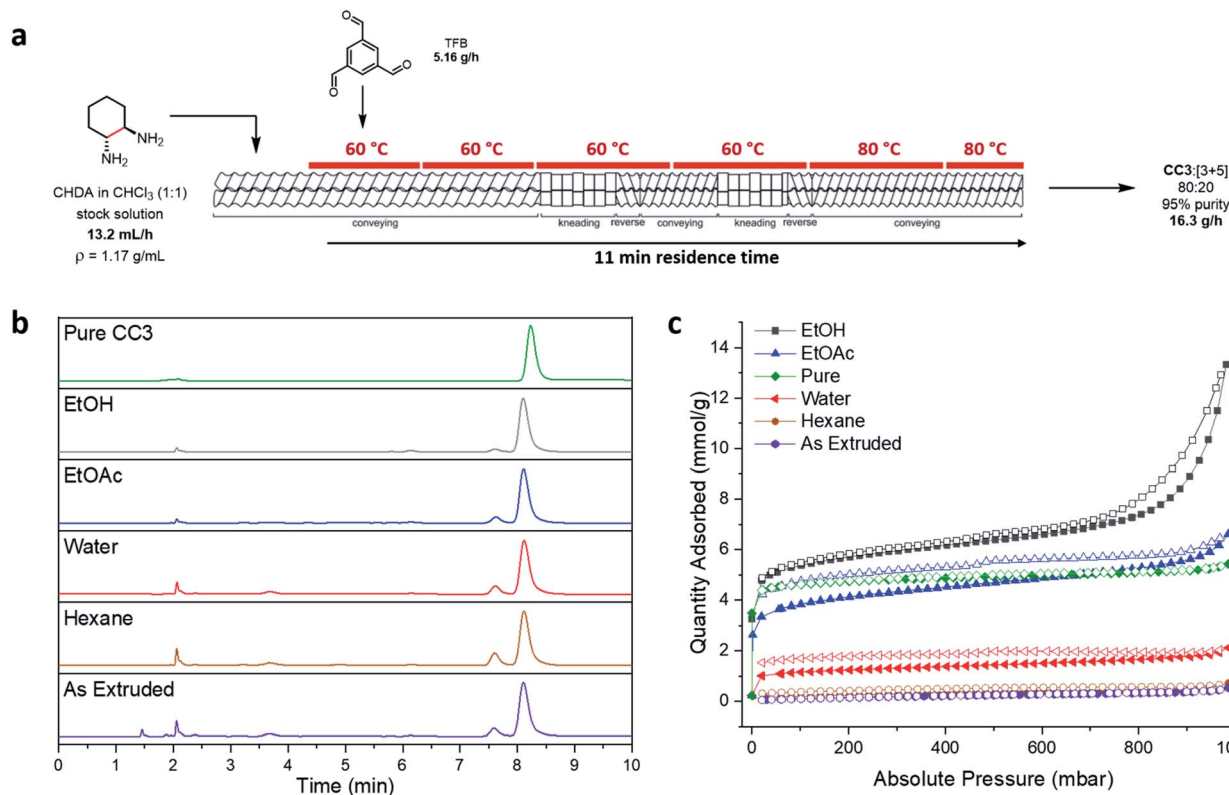 a
TFB
5.16 g/h
O
O
O
NH2
NH2
CHDA in CHCl3 (1:1)
stock solution
13.2 mL/h
ρ = 1.17 g/mL
60 °C
60 °C
60 °C
60 °C
80 °C
80 °C
conveying
kneading
reverse
conveying
kneading
reverse
conveying
11 min residence time
CC3:[3+5]
80:20
95% purity
16.3 g/h
b
Pure CC3
EtOH
EtOAc
Water
Hexane
As Extruded
0 1 2 3 4 5 6 7 8 9 10
Time (min)
c
EtOH
EtOAc
Pure
Water
Hexane
As Extruded
14
12
10
8
6
4
2
0
Quantity Adsorbed (mmol/g)
0 200 400 600 800 10
Absolute Pressure (mbar)